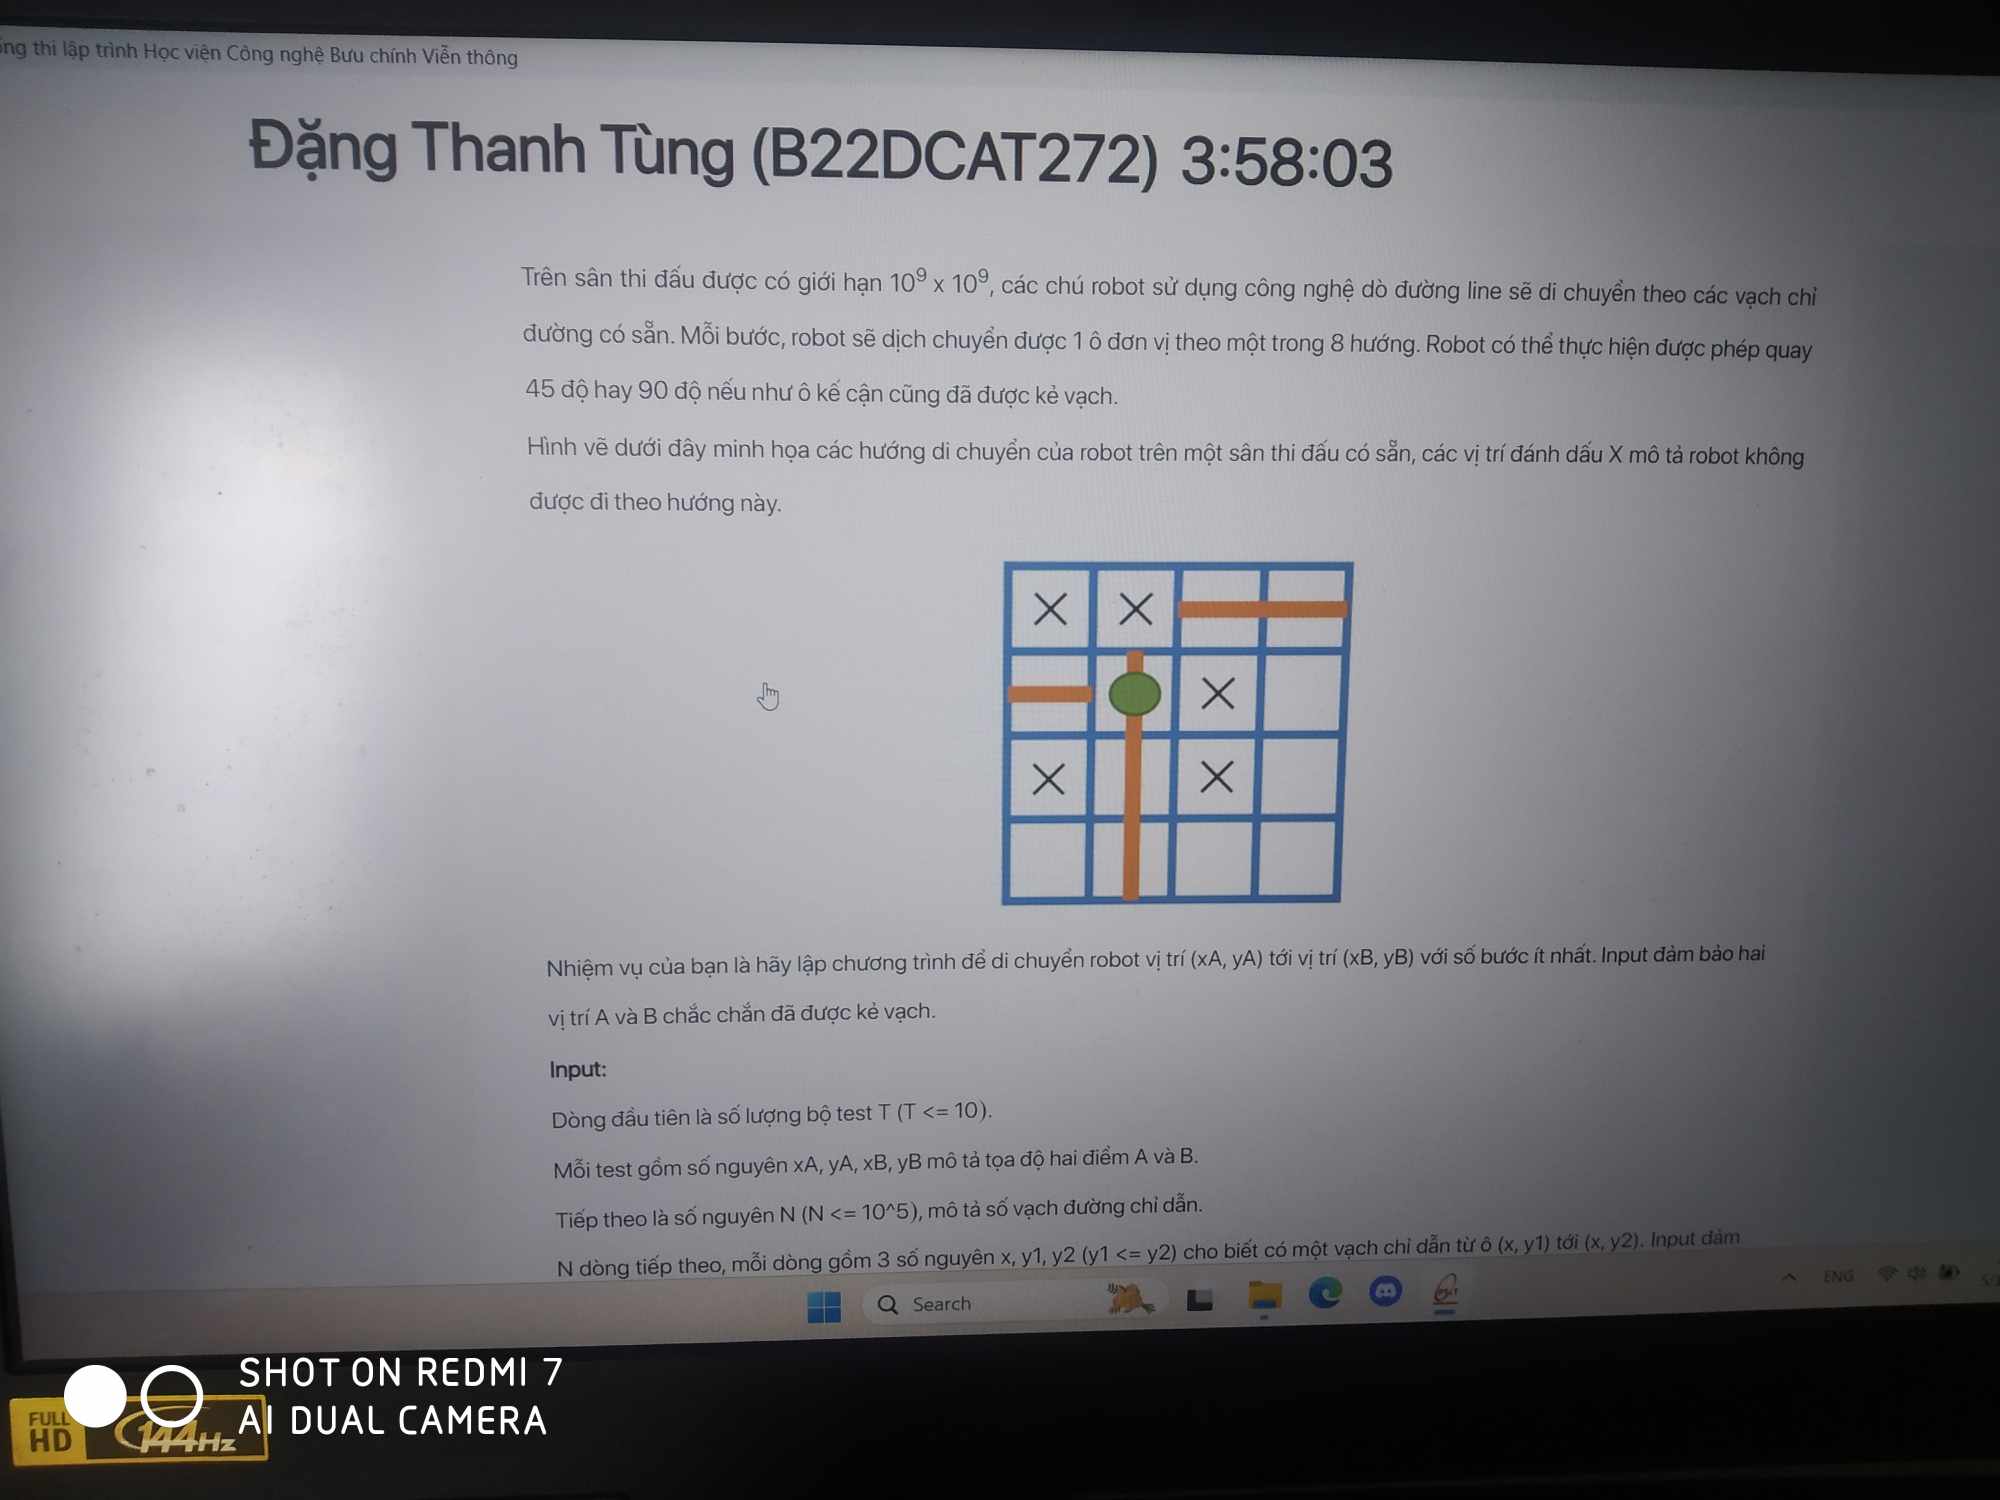 ống thi lập trình Học viện Công nghệ Bưu chính Viễn thông
Đặng Thanh Tùng (B22DCAT272) 3:58:03
Trên sân thi đấu được có giới hạn 10⁹ x 10⁹, các chú robot sử dụng công nghệ dò đường line sẽ di chuyển theo các vạch chỉ
đường có sẵn. Mỗi bước, robot sẽ dịch chuyển được 1 ô đơn vị theo một trong 8 hướng. Robot có thể thực hiện được phép quay
45 độ hay 90 độ nếu như ô kế cận cũng đã được kẻ vạch.
Hình vẽ dưới đây minh họa các hướng di chuyển của robot trên một sân thi đấu có sẵn, các vị trí đánh dấu X mô tả robot không
được đi theo hướng này.
Nhiệm vụ của bạn là hãy lập chương trình để di chuyển robot vị trí (xA, yA) tới vị trí (xB, yB) với số bước ít nhất. Input đảm bảo hai
vị trí A và B chắc chắn đã được kẻ vạch.
Input:
Dòng đầu tiên là số lượng bộ test T (T <= 10).
Mỗi test gồm số nguyên xA, yA, xB, yB mô tả tọa độ hai điểm A và B.
Tiếp theo là số nguyên N (N <= 10^5), mô tả số vạch đường chỉ dẫn.
N dòng tiếp theo, mỗi dòng gồm 3 số nguyên x, y1, y2 (y1 <= y2) cho biết có một vạch chỉ dẫn từ ô (x, y1) tới (x, y2). Input đảm
Search
ENG
SHOT ON REDMI 7
AI DUAL CAMERA
FULL
HD
144Hz